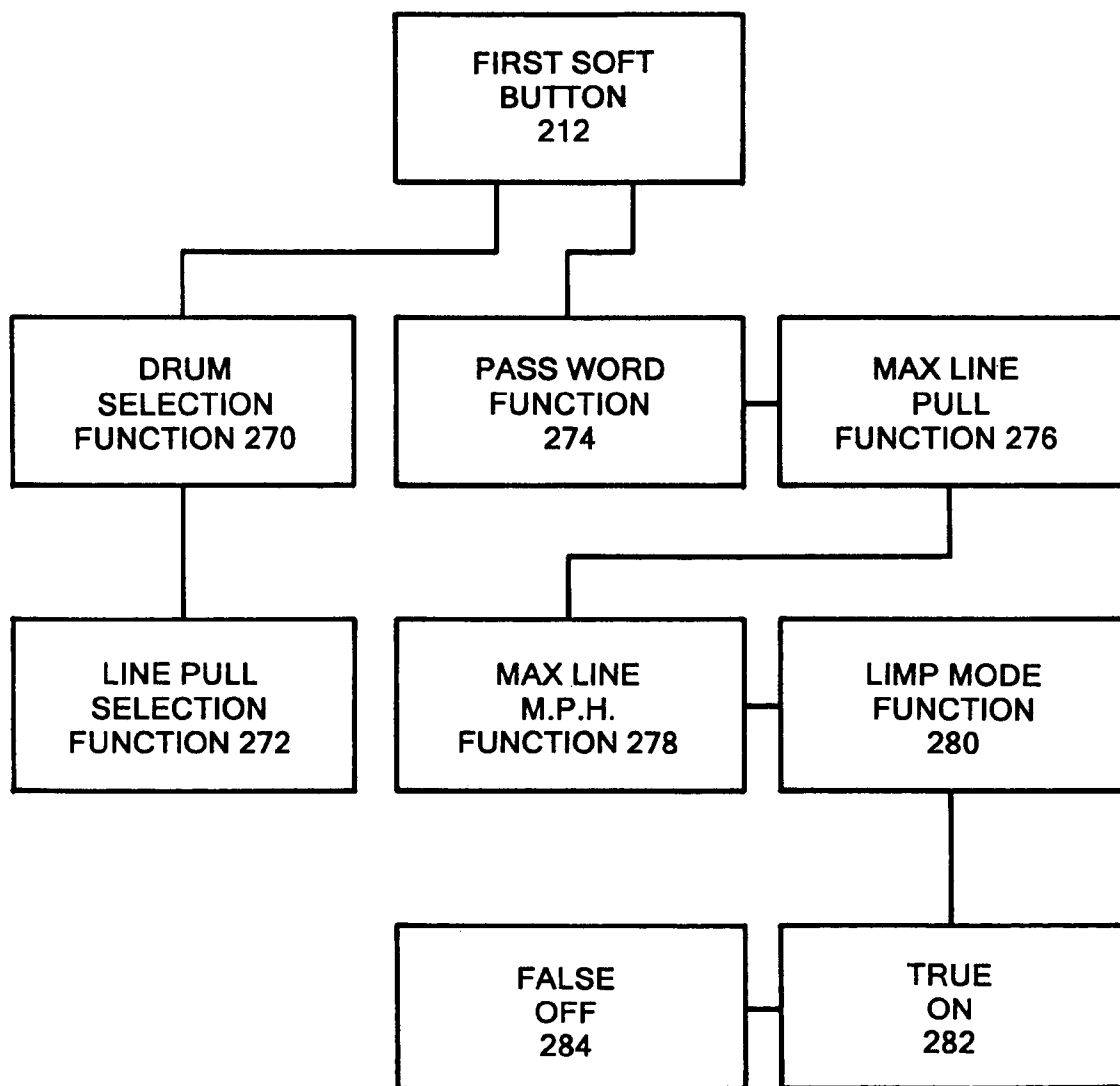 FIRST SOFT
BUTTON
212
DRUM
SELECTION
FUNCTION 270
PASS WORD
FUNCTION
274
MAX LINE
PULL
FUNCTION 276
LINE PULL
SELECTION
FUNCTION 272
MAX LINE
M.P.H.
FUNCTION 278
LIMP MODE
FUNCTION
280
FALSE
OFF
284
TRUE
ON
282